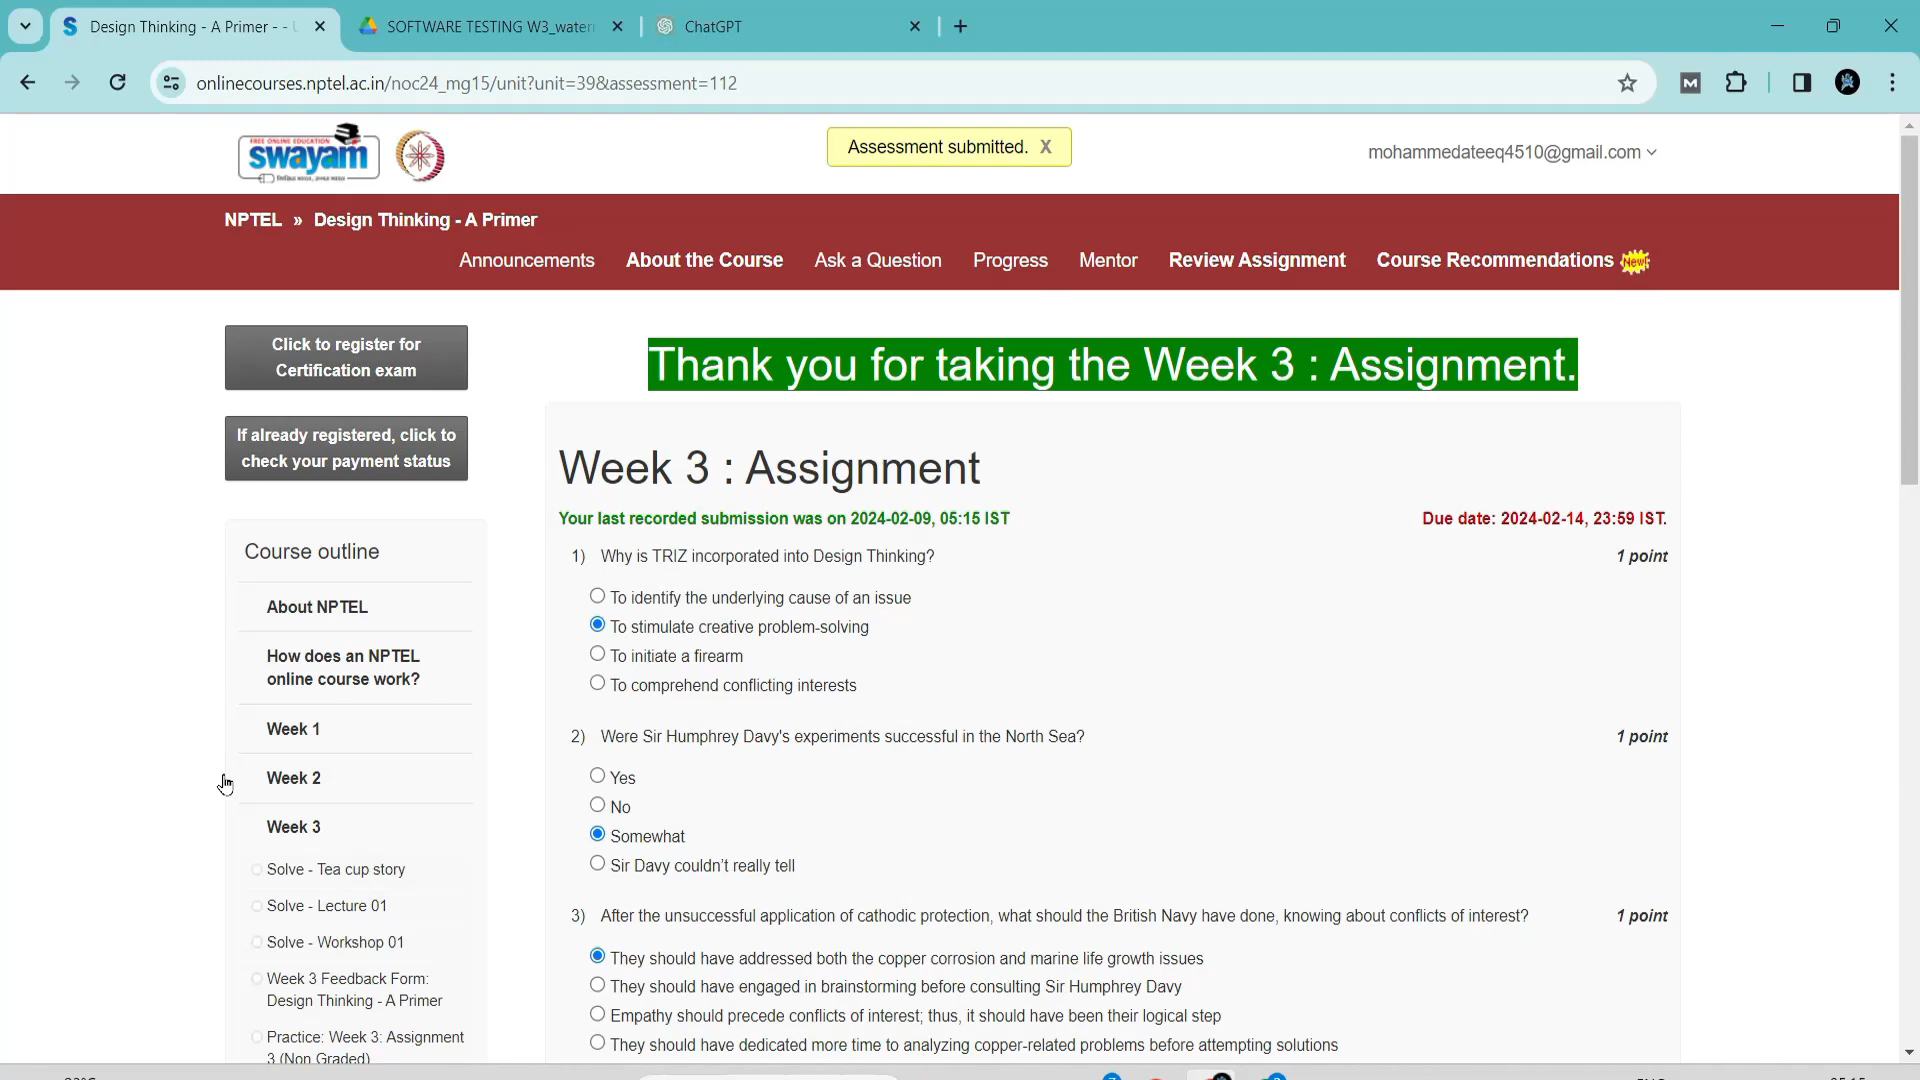 Design Thinking - A Primer - -
SOFTWARE TESTING W3_water
ChatGPT
onlinecourses.nptel.ac.in/noc24_mg15/unit?unit=39&assessment=112
FREE ONLINE EDUCATION
swayam
Assessment submitted. X
mohammedateeq4510@gmail.com
NPTEL » Design Thinking - A Primer
Announcements About the Course Ask a Question Progress Mentor Review Assignment Course Recommendations New!
Click to register for
Certification exam
If already registered, click to
check your payment status
Course outline
About NPTEL
How does an NPTEL
online course work?
Week 1
Week 2
Week 3
Solve - Tea cup story
Solve - Lecture 01
Solve - Workshop 01
Week 3 Feedback Form:
Design Thinking - A Primer
Practice: Week 3: Assignment
3 (Non Graded)
Thank you for taking the Week 3 : Assignment.
Week 3 : Assignment
Your last recorded submission was on 2024-02-09, 05:15 IST Due date: 2024-02-14, 23:59 IST.
1) Why is TRIZ incorporated into Design Thinking? 1 point
To identify the underlying cause of an issue
To stimulate creative problem-solving
To initiate a firearm
To comprehend conflicting interests
2) Were Sir Humphrey Davy's experiments successful in the North Sea? 1 point
Yes
No
Somewhat
Sir Davy couldn't really tell
3) After the unsuccessful application of cathodic protection, what should the British Navy have done, knowing about conflicts of interest? 1 point
They should have addressed both the copper corrosion and marine life growth issues
They should have engaged in brainstorming before consulting Sir Humphrey Davy
Empathy should precede conflicts of interest; thus, it should have been their logical step
They should have dedicated more time to analyzing copper-related problems before attempting solutions